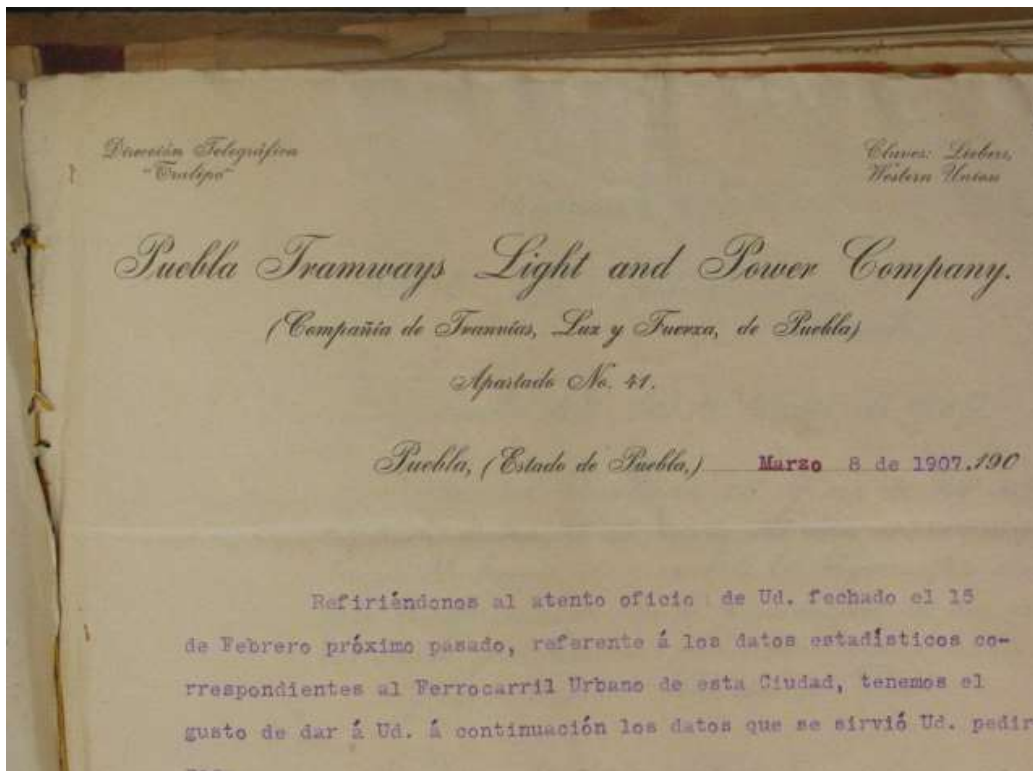 Dirección Telegráfica
"Tralipo"
Claves: Liebers,
Western Union
Puebla Tramways Light and Power Company.
(Compañía de Tranvías, Luz y Fuerza, de Puebla)
Apartado No. 41.
Puebla, (Estado de Puebla,) Marzo 8 de 1907.190
Refiriéndonos al atento oficio de Ud. fechado el 15
de Febrero próximo pasado, referente á los datos estadísticos co-
rrespondientes al Ferrocarril Urbano de esta Ciudad, tenemos el
gusto de dar á Ud. á continuación los datos que se sirvió Ud. pedir